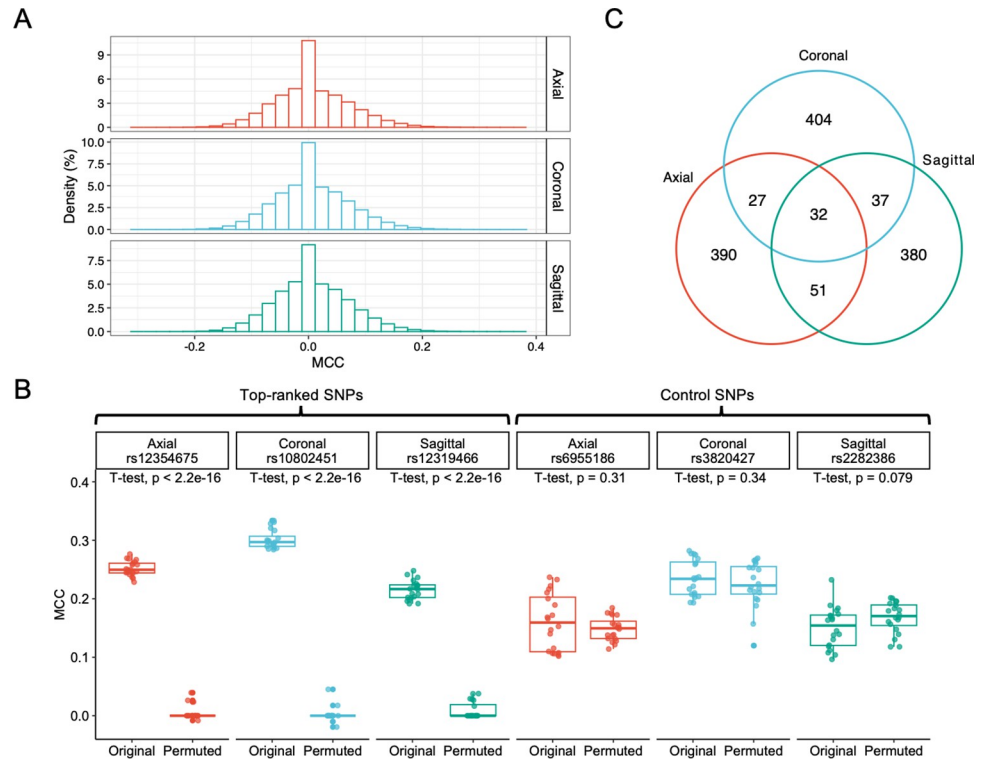 A
9
6
3
0
Axial
10.0
7.5
5.0
2.5
0.0
Coronal
7.5
5.0
2.5
0.0
Sagittal
Density (%)
-0.2
0.0
0.2
0.4
MCC
C
Coronal
404
Sagittal
Axial
27
37
32
390
380
51
B
Top-ranked SNPs
Control SNPs
Axial
rs12354675
Coronal
rs10802451
Sagittal
rs12319466
Axial
rs6955186
Coronal
rs3820427
Sagittal
rs2282386
T-test, p < 2.2e-16
T-test, p < 2.2e-16
T-test, p < 2.2e-16
T-test, p = 0.31
T-test, p = 0.34
T-test, p = 0.079
0.4
0.3
0.2
0.1
0.0
MCC
Original Permuted
Original Permuted
Original Permuted
Original Permuted
Original Permuted
Original Permuted